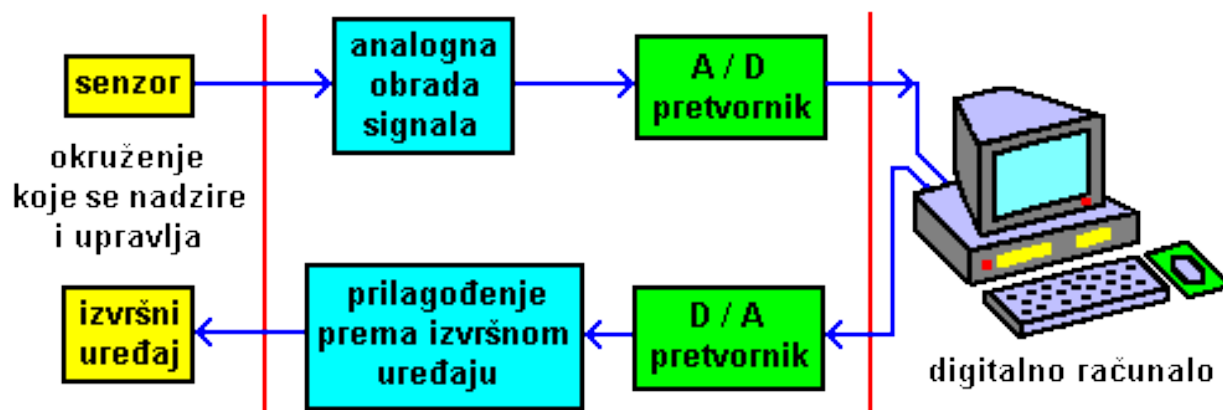 senzor
analogna
obrada
signala
A / D
pretvornik
okruženje
koje se nadzire
i upravlja
izvršni
uređaj
prilagođenje
prema izvršnom
uređaju
D / A
pretvornik
digitalno računalo